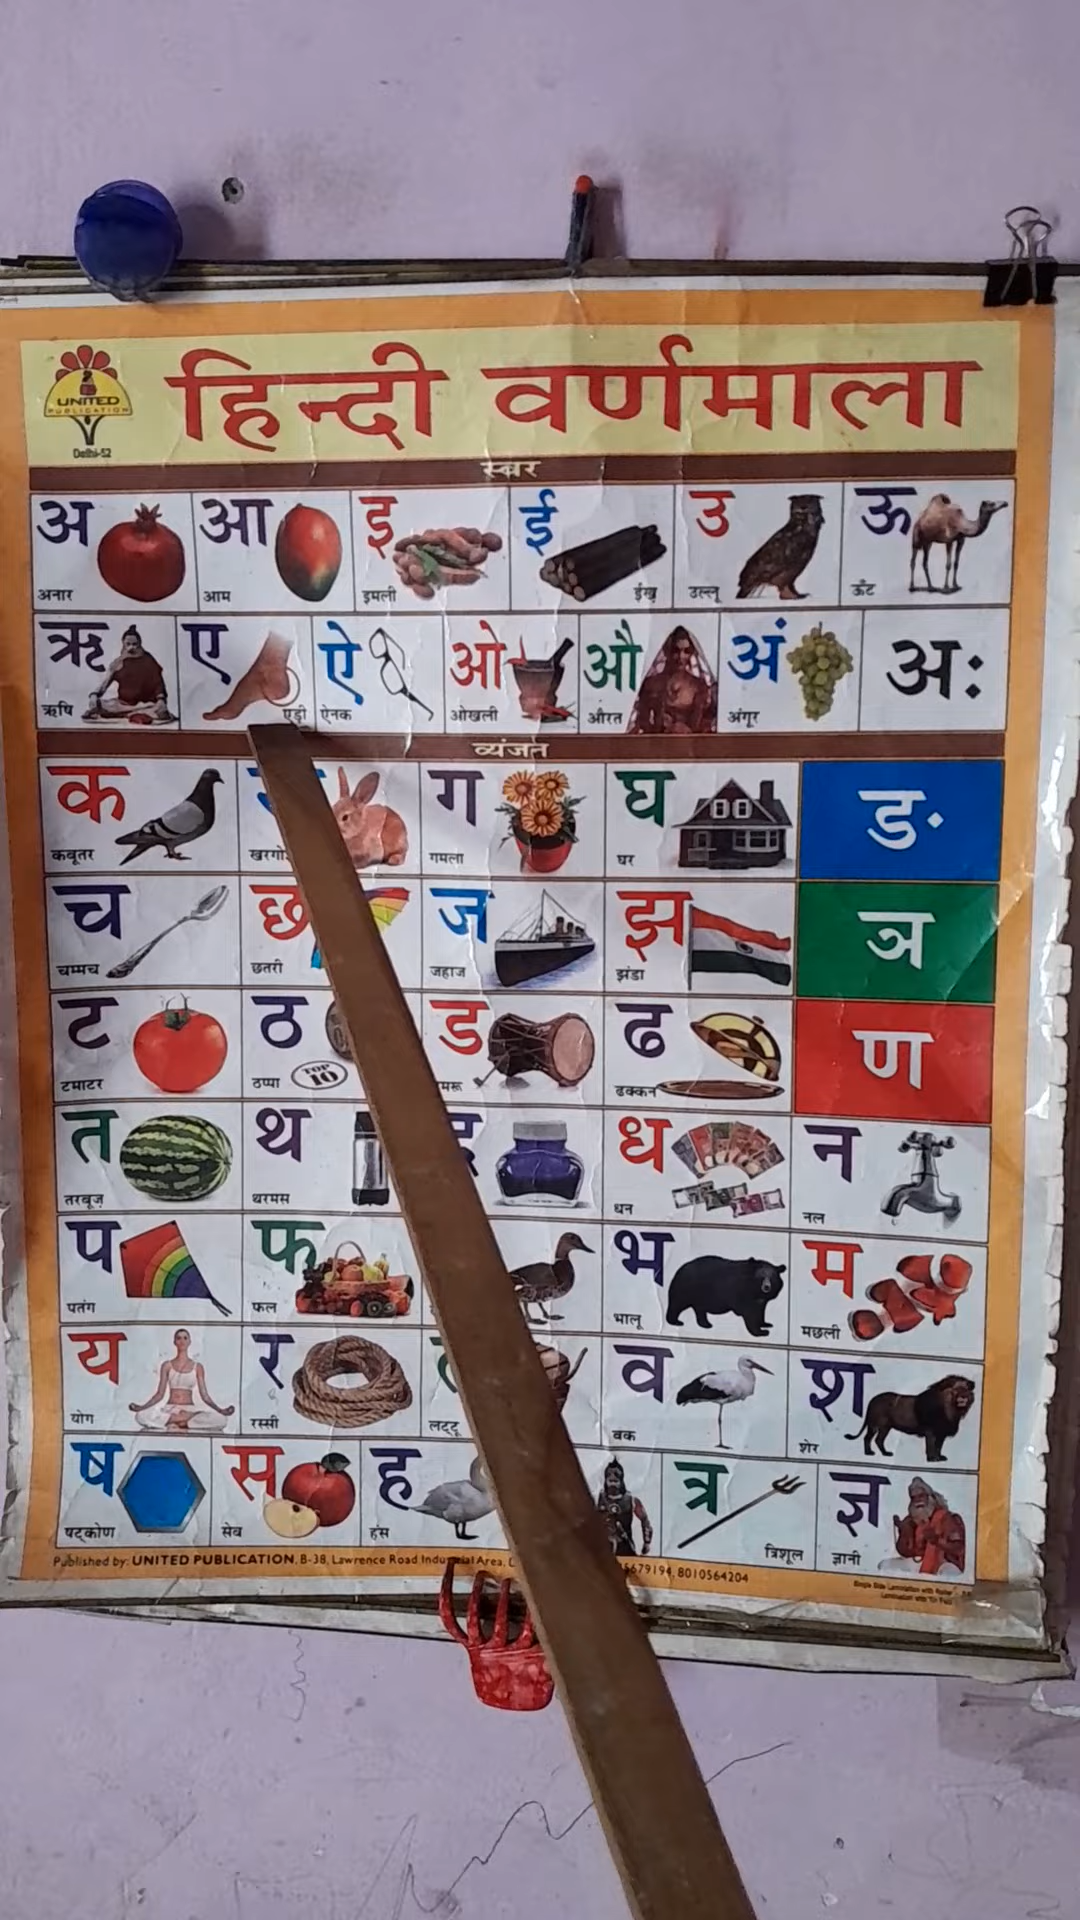 UNITED
PUBLICATION
Delhi-52
हिन्दी वर्णमाला
स्वर
अ आ इ ई उ ऊ
अनार आम इमली ईख उल्लू ऊँट
ऋ ए ऐ ओ औ अं अः
ऋषि एड़ी ऐनक ओखली औरत अंगूर
व्यंजन
क ग घ ङ
कबूतर गमला घर
च छ ज झ ञ
चम्मच छतरी जहाज झंडा
ट ठ ड ढ ण
टमाटर ठप्पा TOP 10 ढक्कन
त थ ध न
तरबूज थरमस धन नल
प फ भ म
पतंग फल भालू मछली
य र व श
योग रस्सी लट्टू वक शेर
ष स ह त्र ज्ञ
षट्कोण सेव हंस त्रिशूल ज्ञानी
Published by: UNITED PUBLICATION, B-38, Lawrence Road Industrial Area, 8010564204